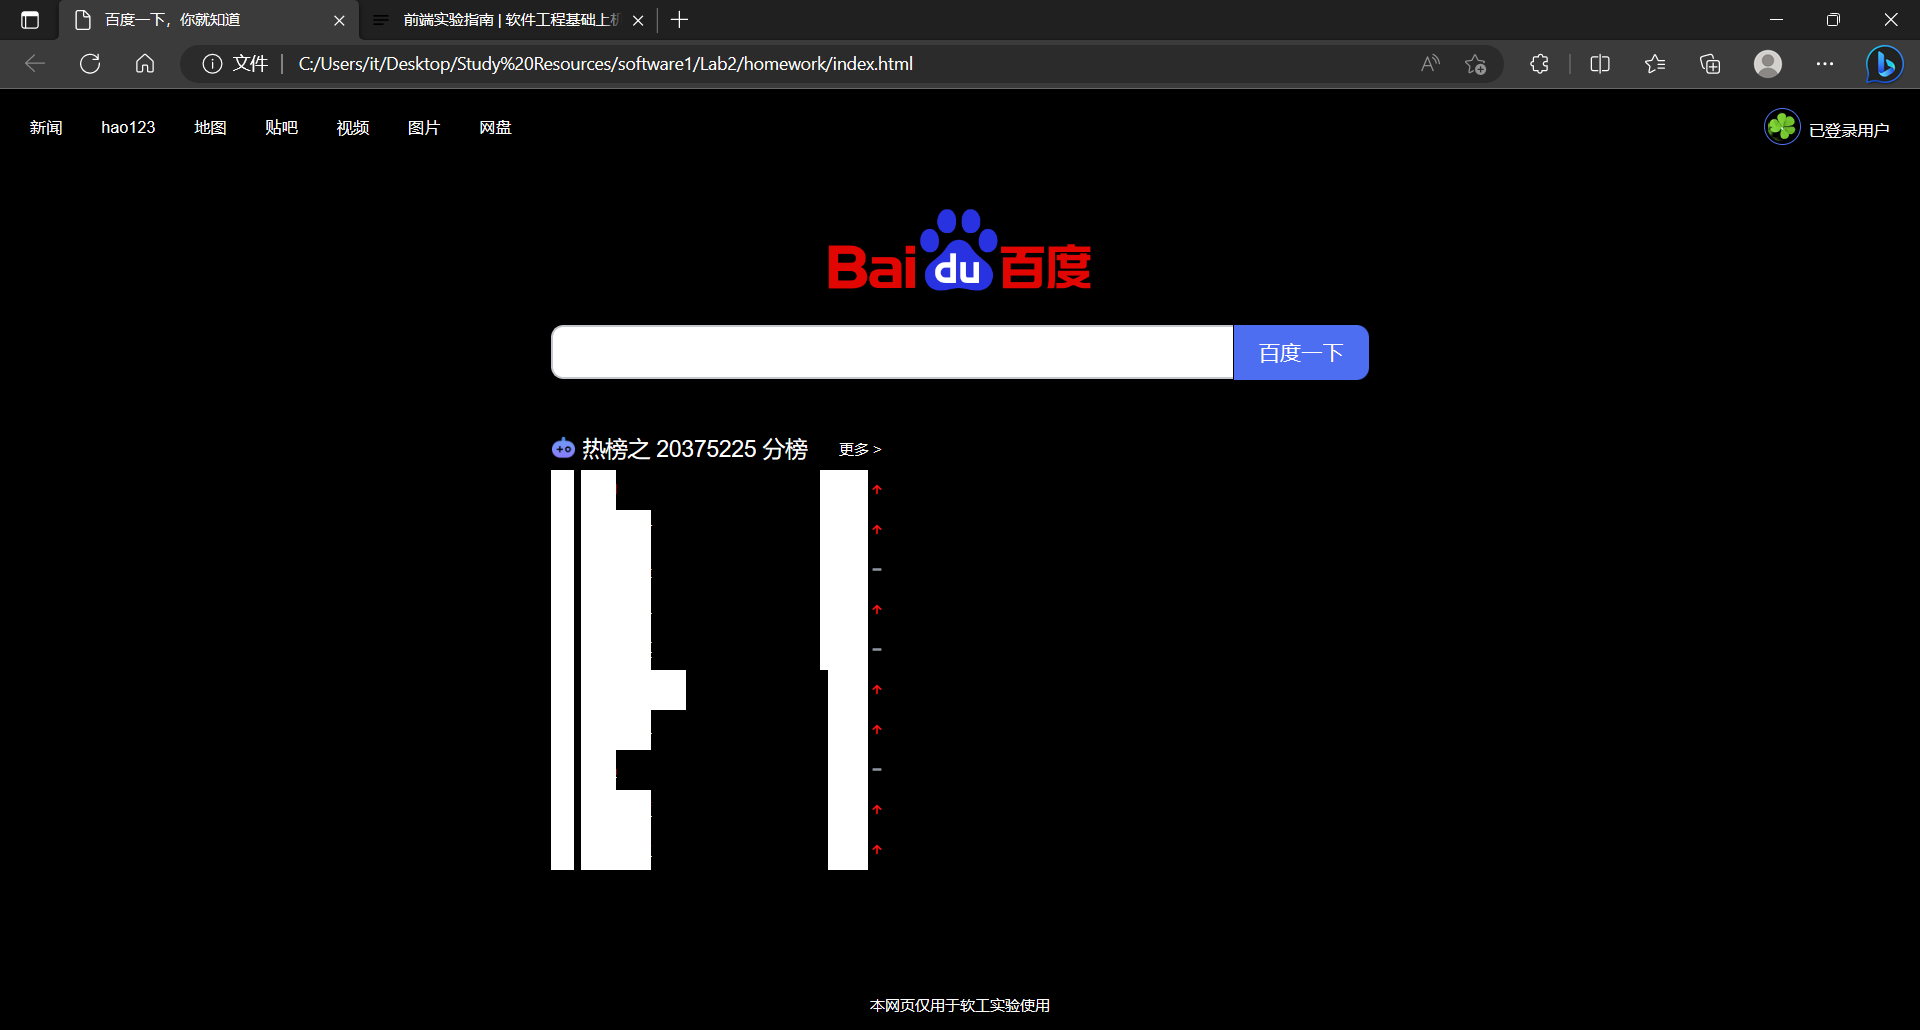 百度一下，你就知道
前端实验指南 | 软件工程基础上机
文件 | C:/Users/it/Desktop/Study%20Resources/software1/Lab2/homework/index.html
新闻 hao123 地图 贴吧 视频 图片 网盘 已登录用户
Bai du 百度
百度一下
热榜之 20375225 分榜 更多 >
本网页仅用于软工实验使用